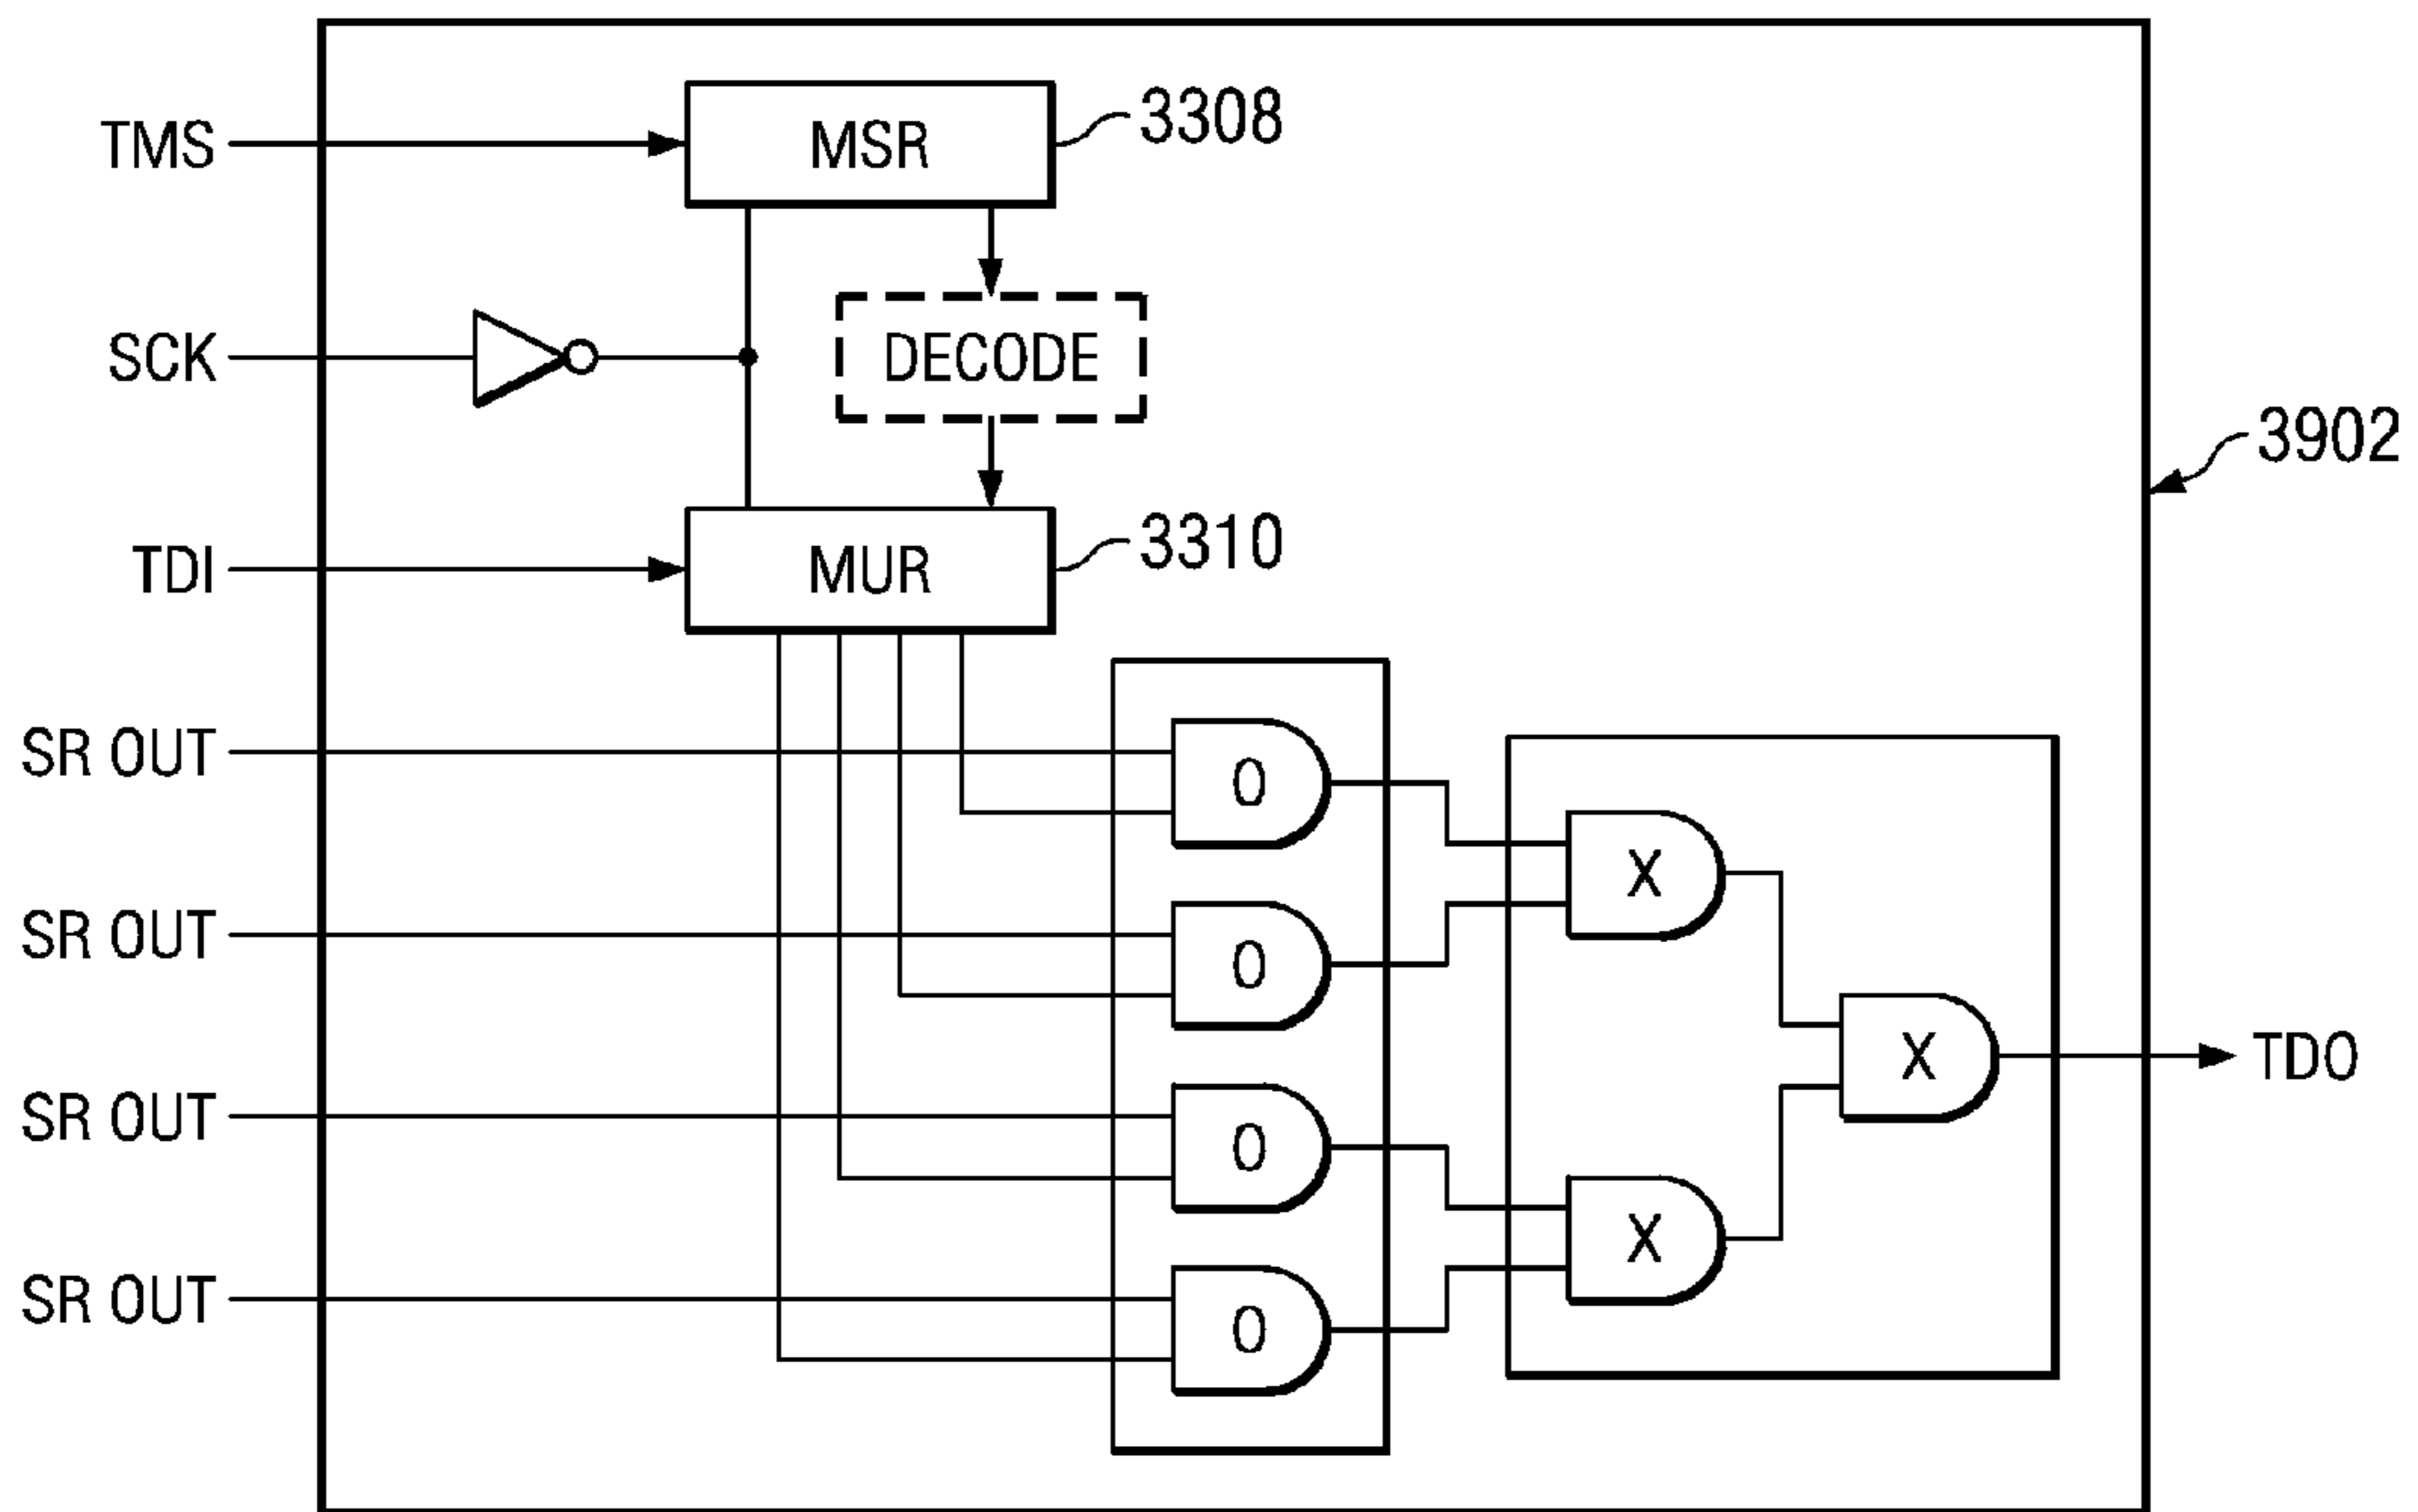 TMS
MSR
3308
SCK
DECODE
3902
TDI
MUR
3310
SR OUT
O
X
SR OUT
O
X
TDO
SR OUT
O
X
SR OUT
O